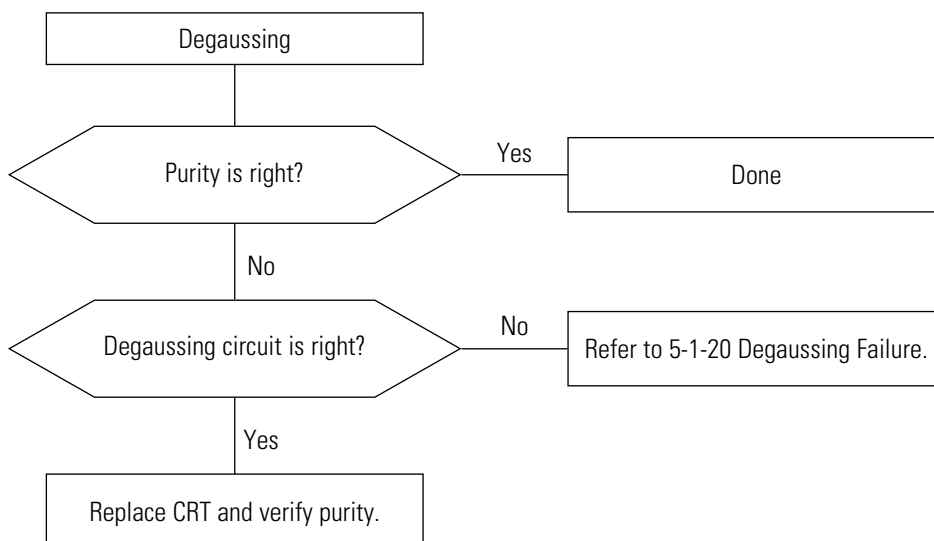 Degaussing
Purity is right?
Yes
Done
No
Degaussing circuit is right?
No
Refer to 5-1-20 Degaussing Failure.
Yes
Replace CRT and verify purity.